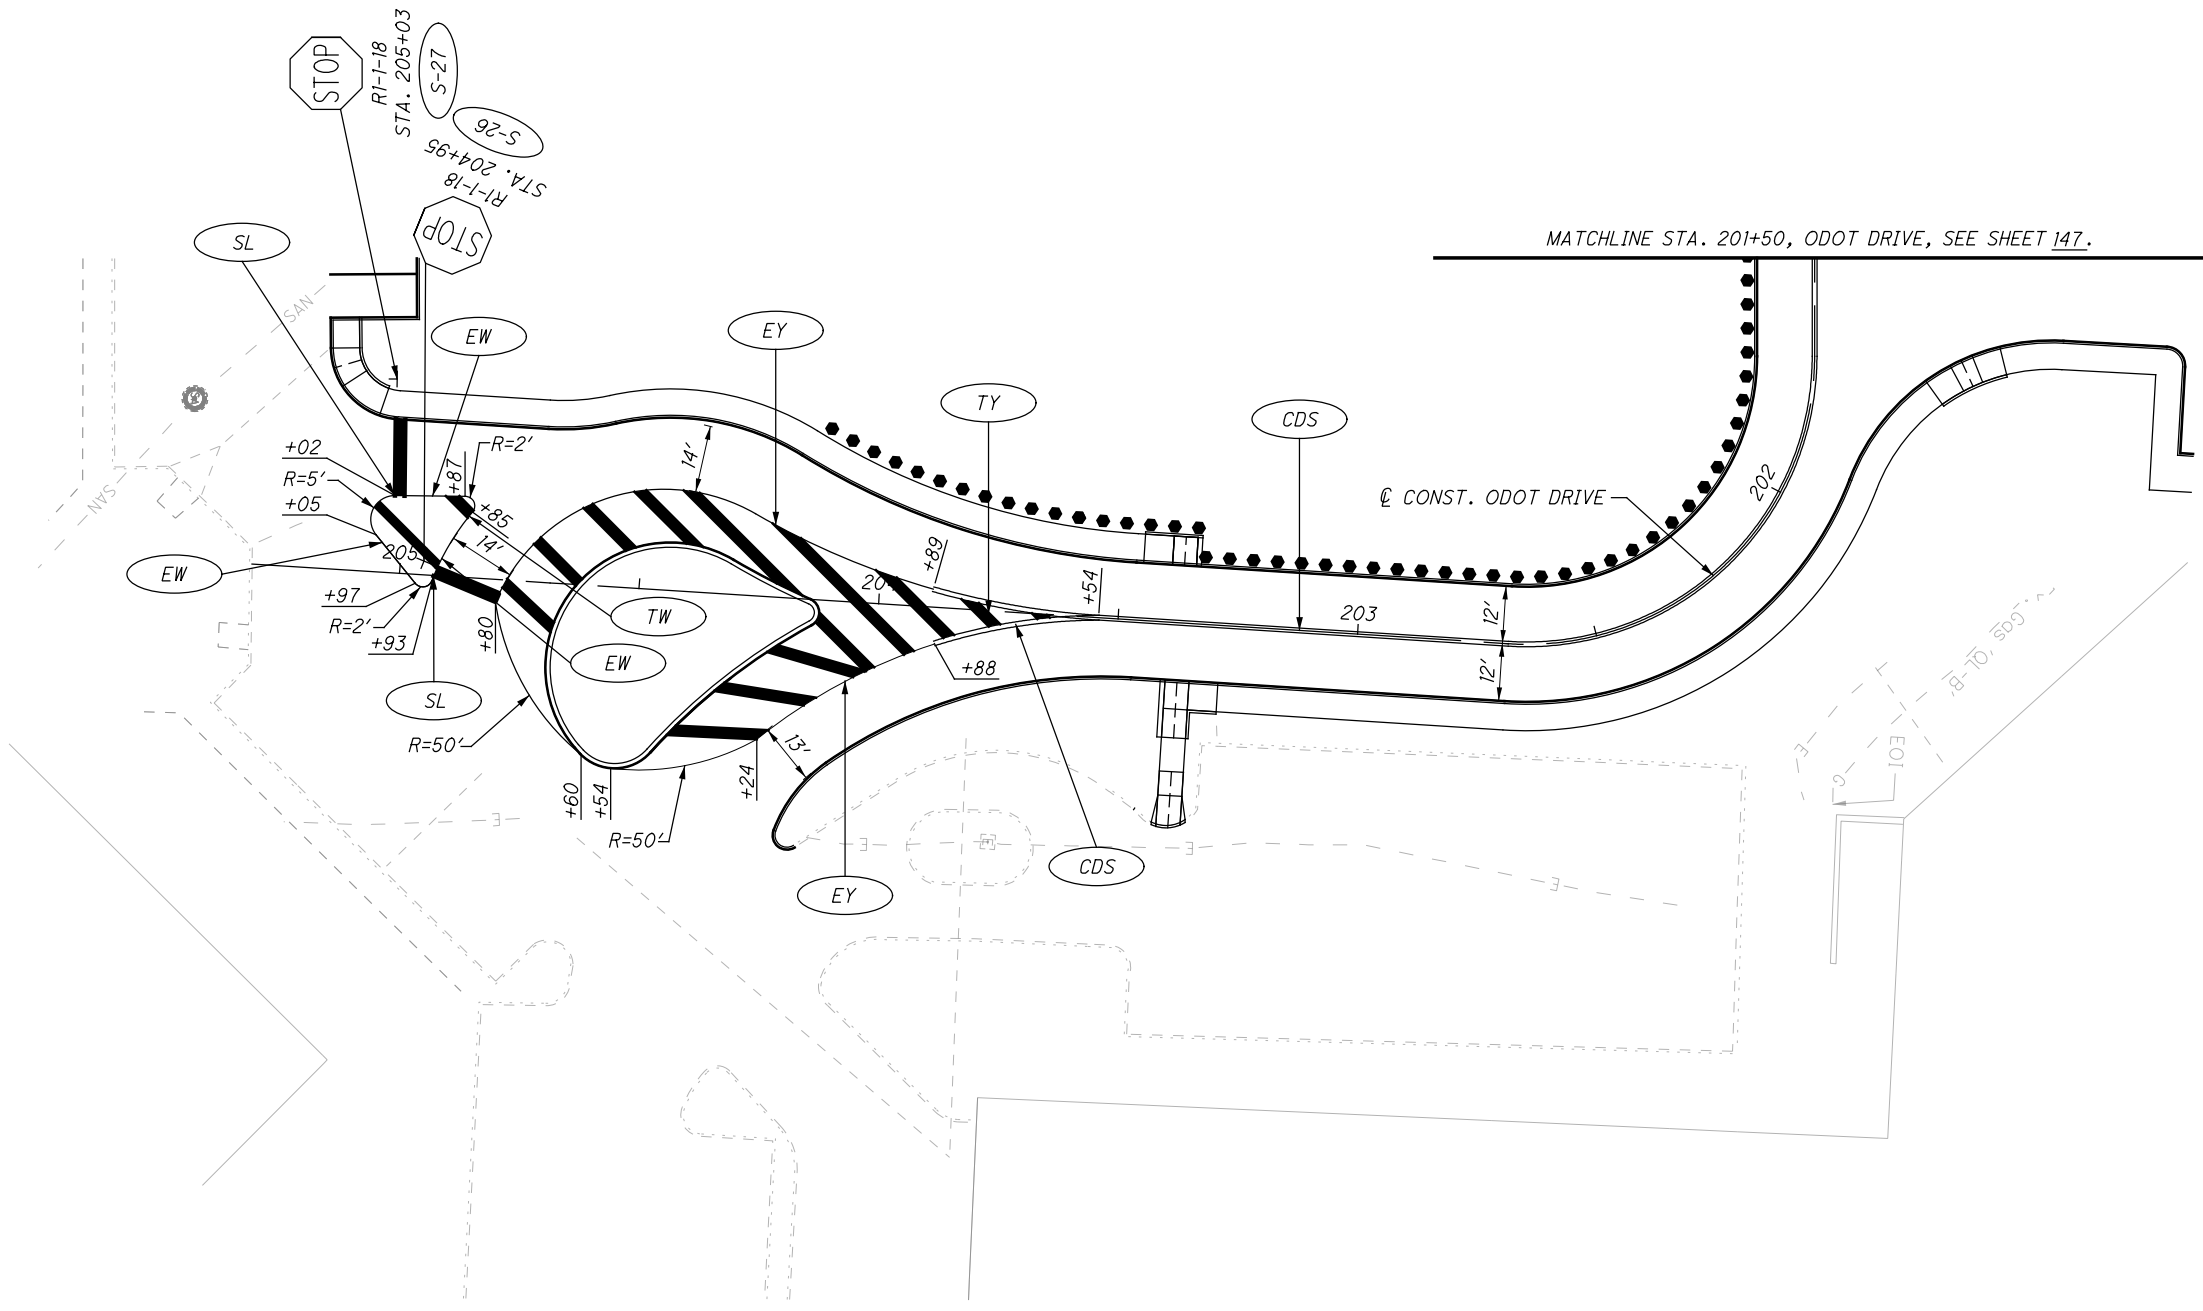 STOP
R1-1-18
STA. 205+03
S-27
S-26
STA. 204+95
R1-1-18
STOP
SL
MATCHLINE STA. 201+50, ODOT DRIVE, SEE SHEET 147.
SAN
EW
EY
TY
CDS
+02
R=5'
+05
+87
R=2'
+85
14'
14'
SAN
205
EW
+97
R=2'
+93
+80
TW
EW
SL
R=50'
+89
+54
+88
203
12'
12'
202
℄ CONST. ODOT DRIVE
13'
+24
+60
+54
R=50'
EY
CDS
E
E
E
E
E
E
G
EOI
Gas 'QL-B'